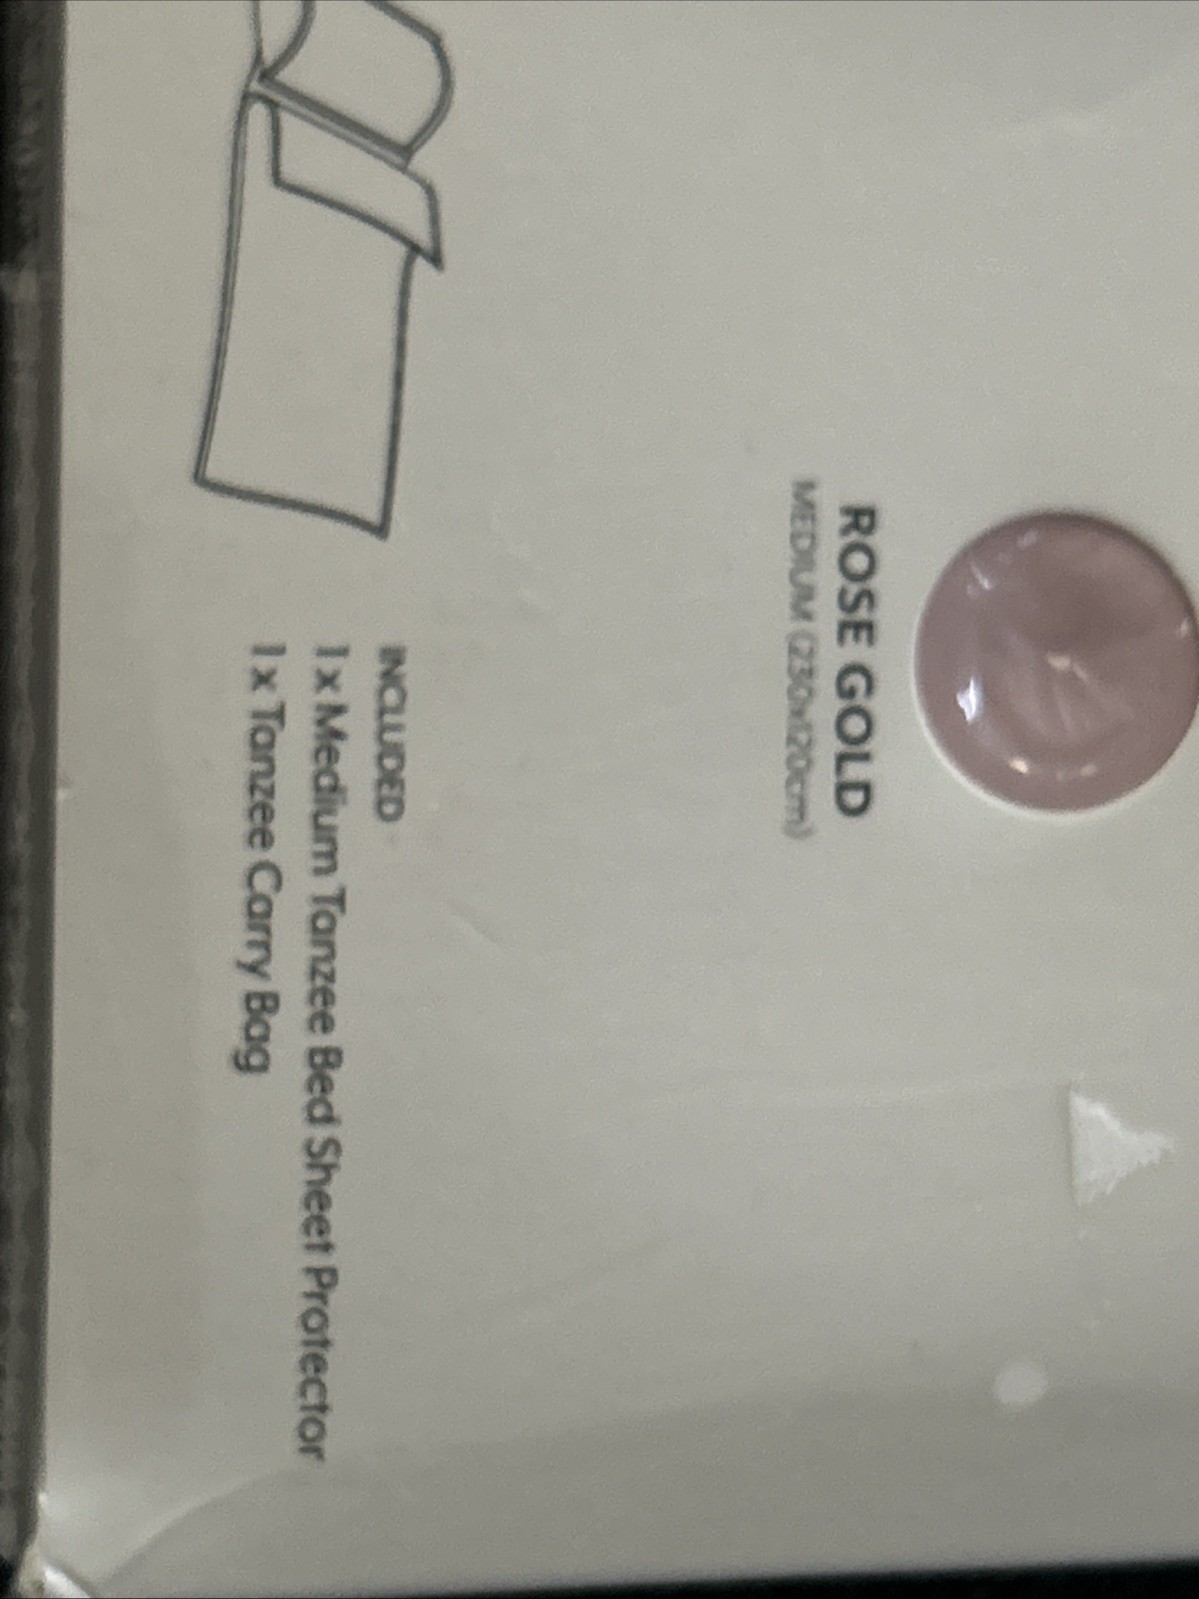 ROSE GOLD
MEDIUM (230x120cm)
INCLUDED
1 x Medium Tanzee Bed Sheet Protector
1 x Tanzee Carry Bag